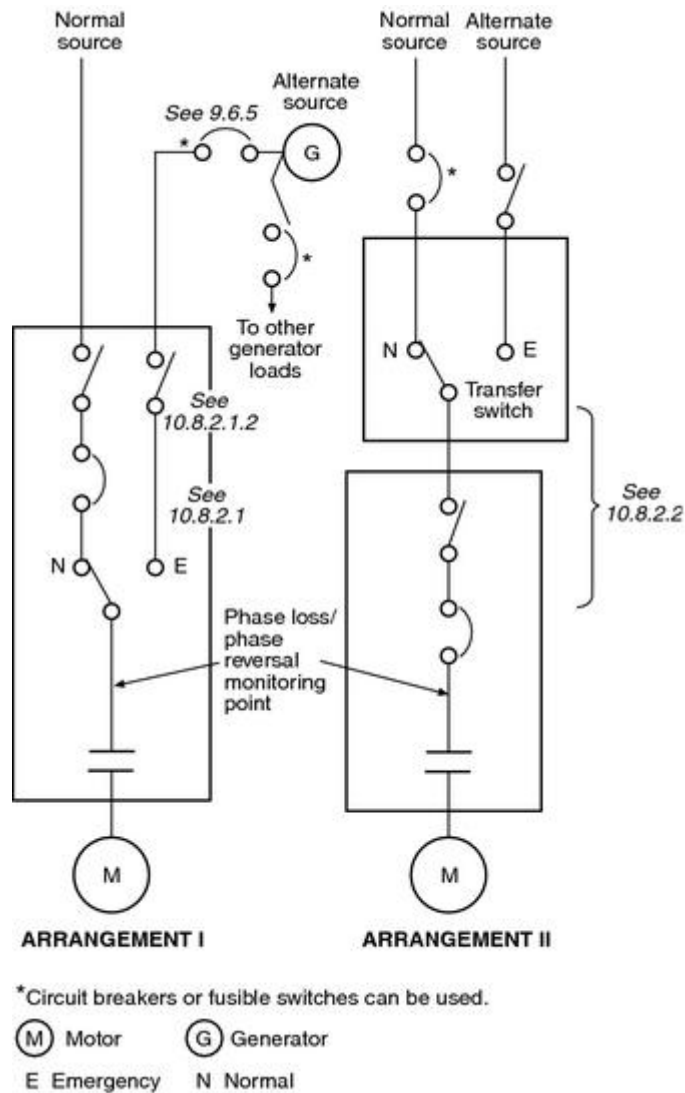 Normal
source
Alternate
source
See 9.6.5
*
G
*
To other
generator
loads
See
10.8.2.1.2
See
10.8.2.1
N
E
Phase loss/
phase
reversal
monitoring
point
M
ARRANGEMENT I
Normal
source
Alternate
source
*
N
E
Transfer
switch
See
10.8.2.2
M
ARRANGEMENT II
*Circuit breakers or fusible switches can be used.
M Motor G Generator
E Emergency N Normal